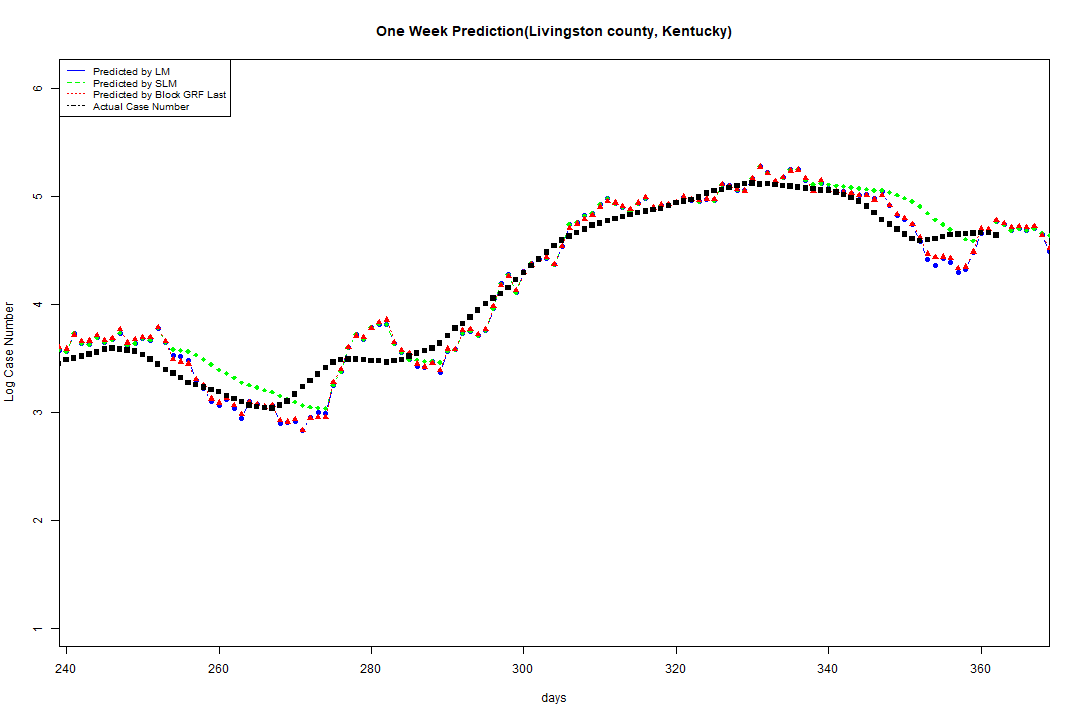 One Week Prediction(Livingston county, Kentucky)
Predicted by LM
Predicted by SLM
Predicted by Block GRF Last
Actual Case Number
Log Case Number
6
5
4
3
2
1
240 260 280 300 320 340 360
days